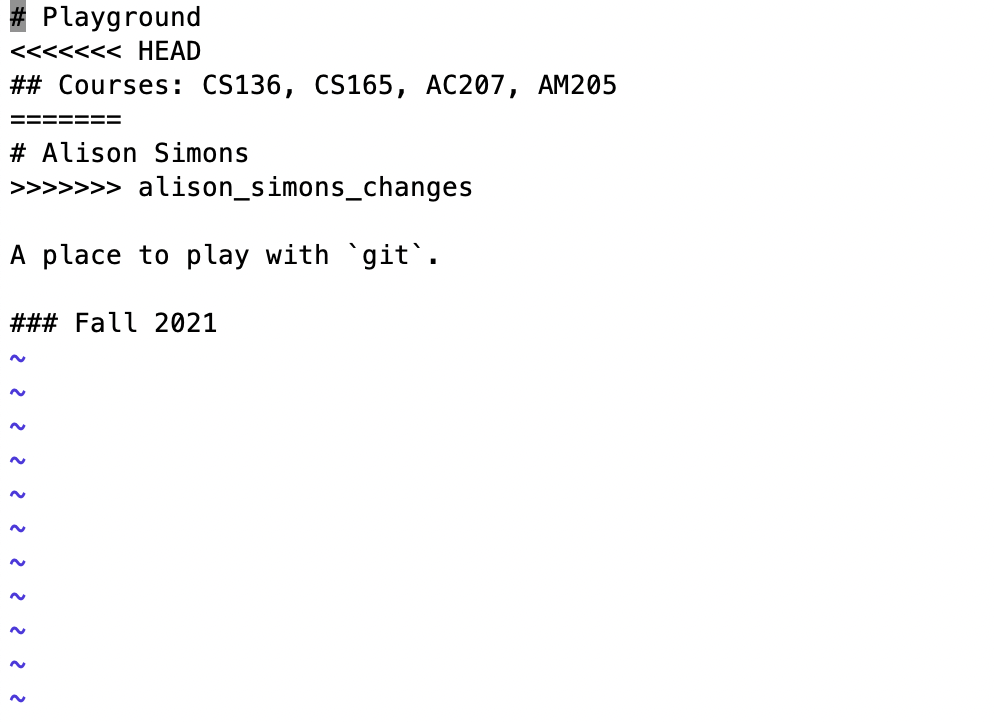 # Playground
<<<<<<< HEAD
## Courses: CS136, CS165, AC207, AM205
=======
# Alison Simons
>>>>>>> alison_simons_changes

A place to play with `git`.

### Fall 2021
~
~
~
~
~
~
~
~
~
~
~